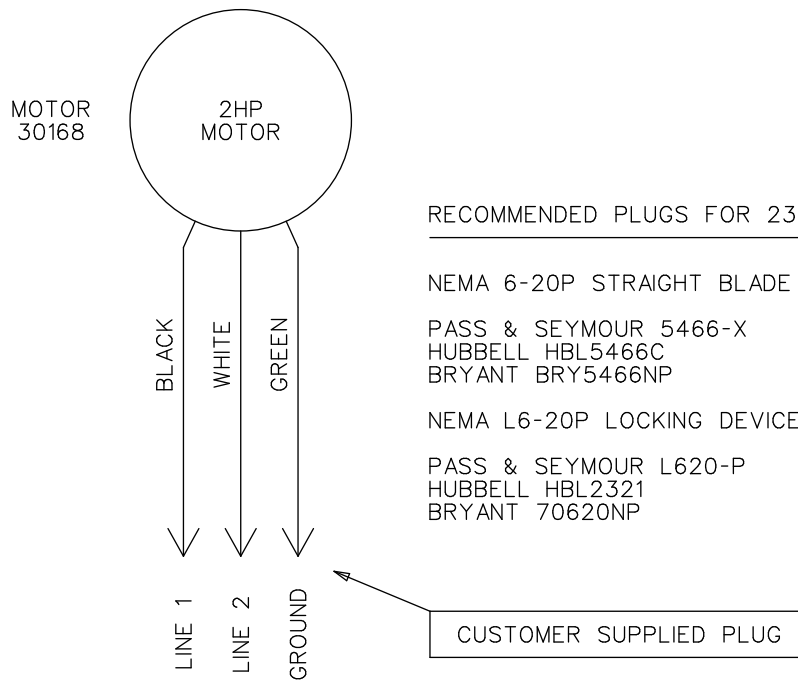 MOTOR
30168
2HP
MOTOR
RECOMMENDED PLUGS FOR 23
NEMA 6-20P STRAIGHT BLADE
PASS & SEYMOUR 5466-X
HUBBELL HBL5466C
BRYANT BRY5466NP
NEMA L6-20P LOCKING DEVICE
PASS & SEYMOUR L620-P
HUBBELL HBL2321
BRYANT 70620NP
BLACK
WHITE
GREEN
LINE 1
LINE 2
GROUND
CUSTOMER SUPPLIED PLUG